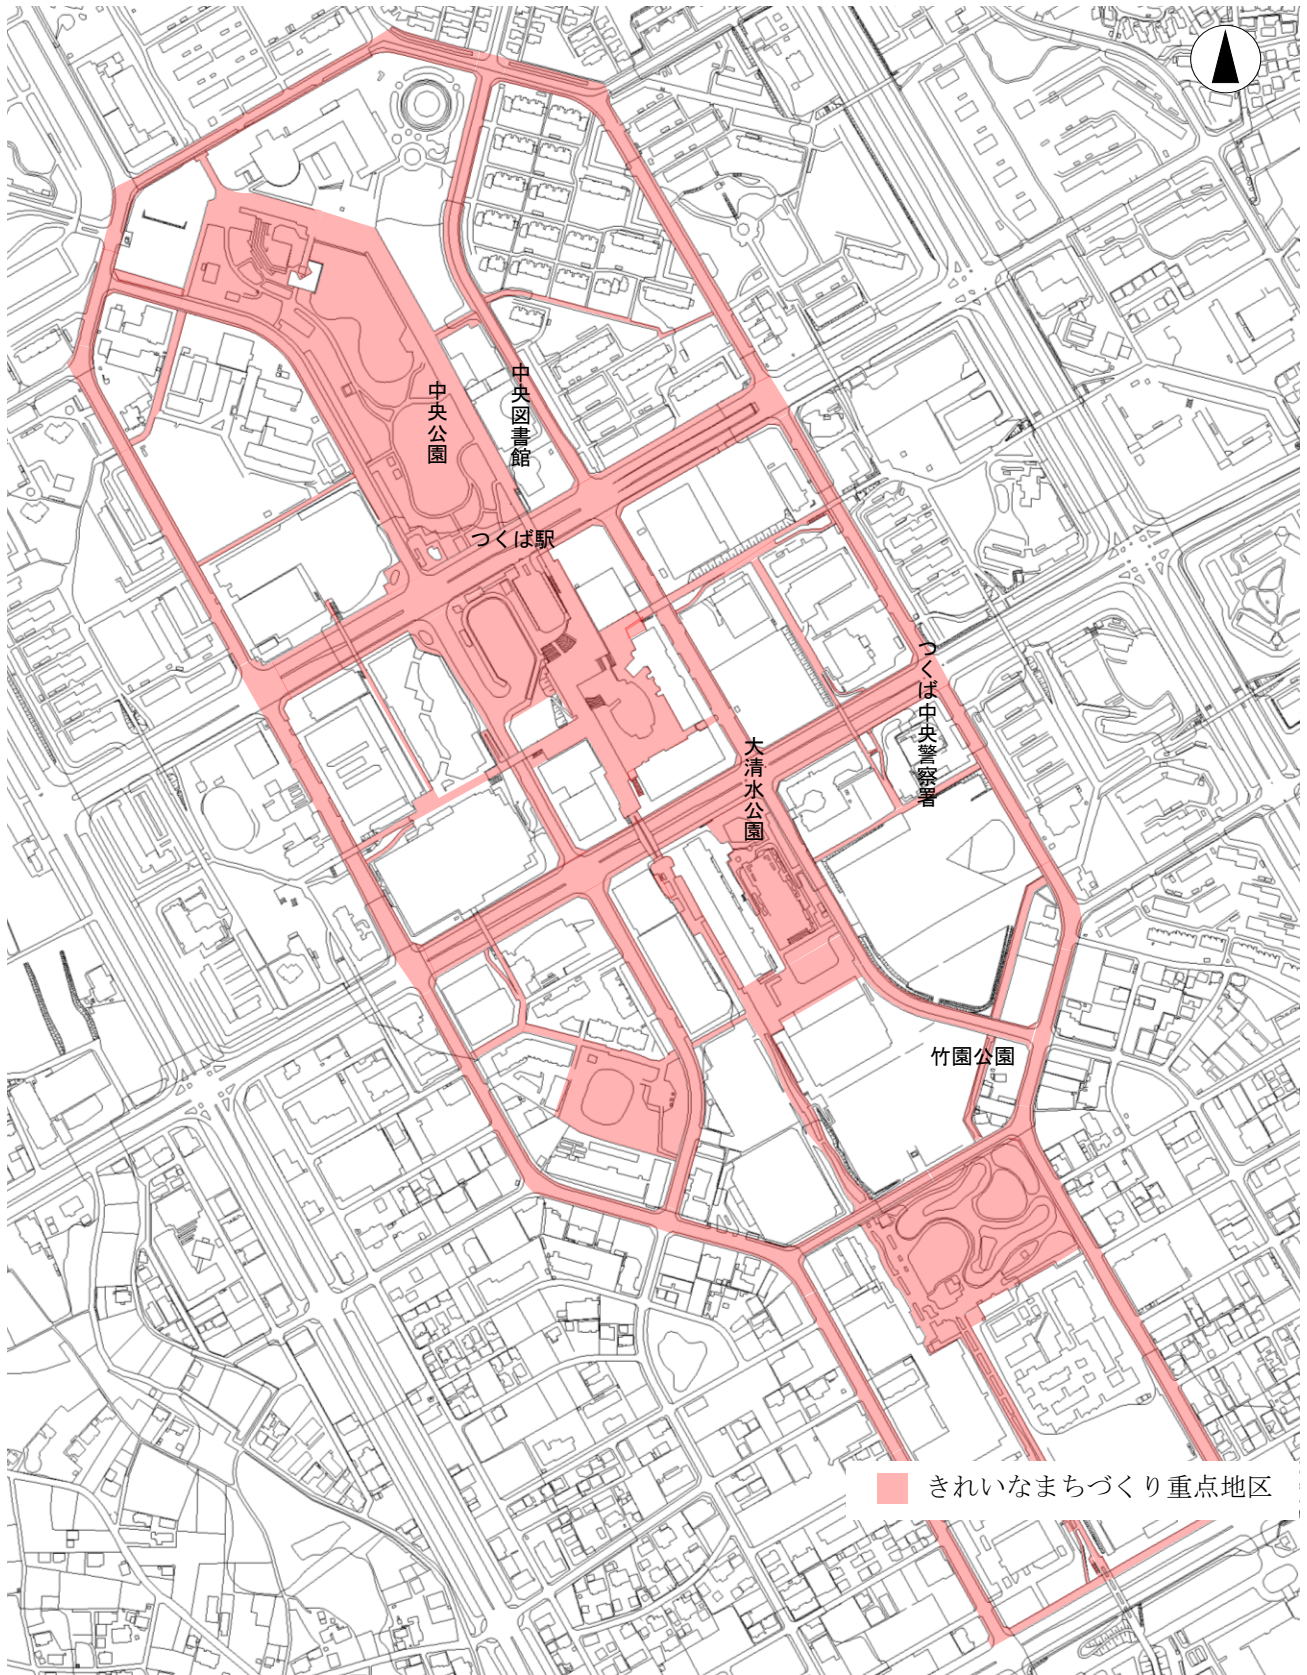 中央図書館
中央公園
つくば駅
つくば中央警察署
大清水公園
竹園公園
きれいなまちづくり重点地区